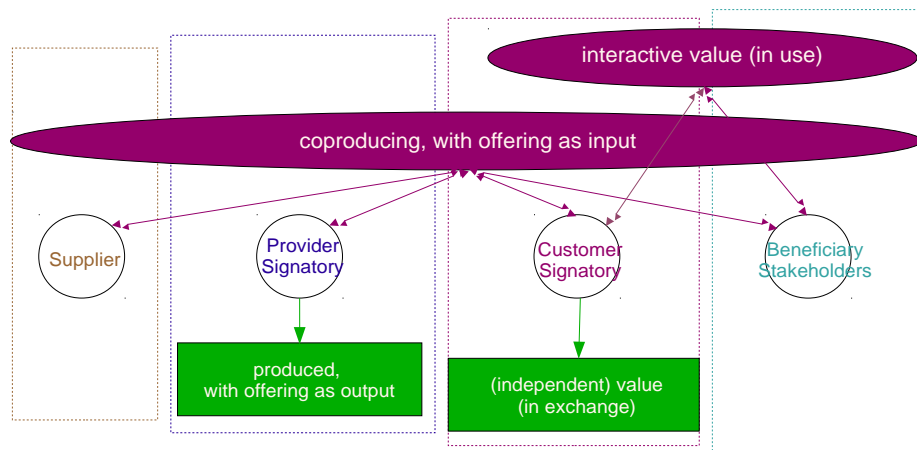 interactive value (in use)
coproducing, with offering as input
Supplier
Provider
Signatory
Customer
Signatory
Beneficiary
Stakeholders
produced,
with offering as output
(independent) value
(in exchange)